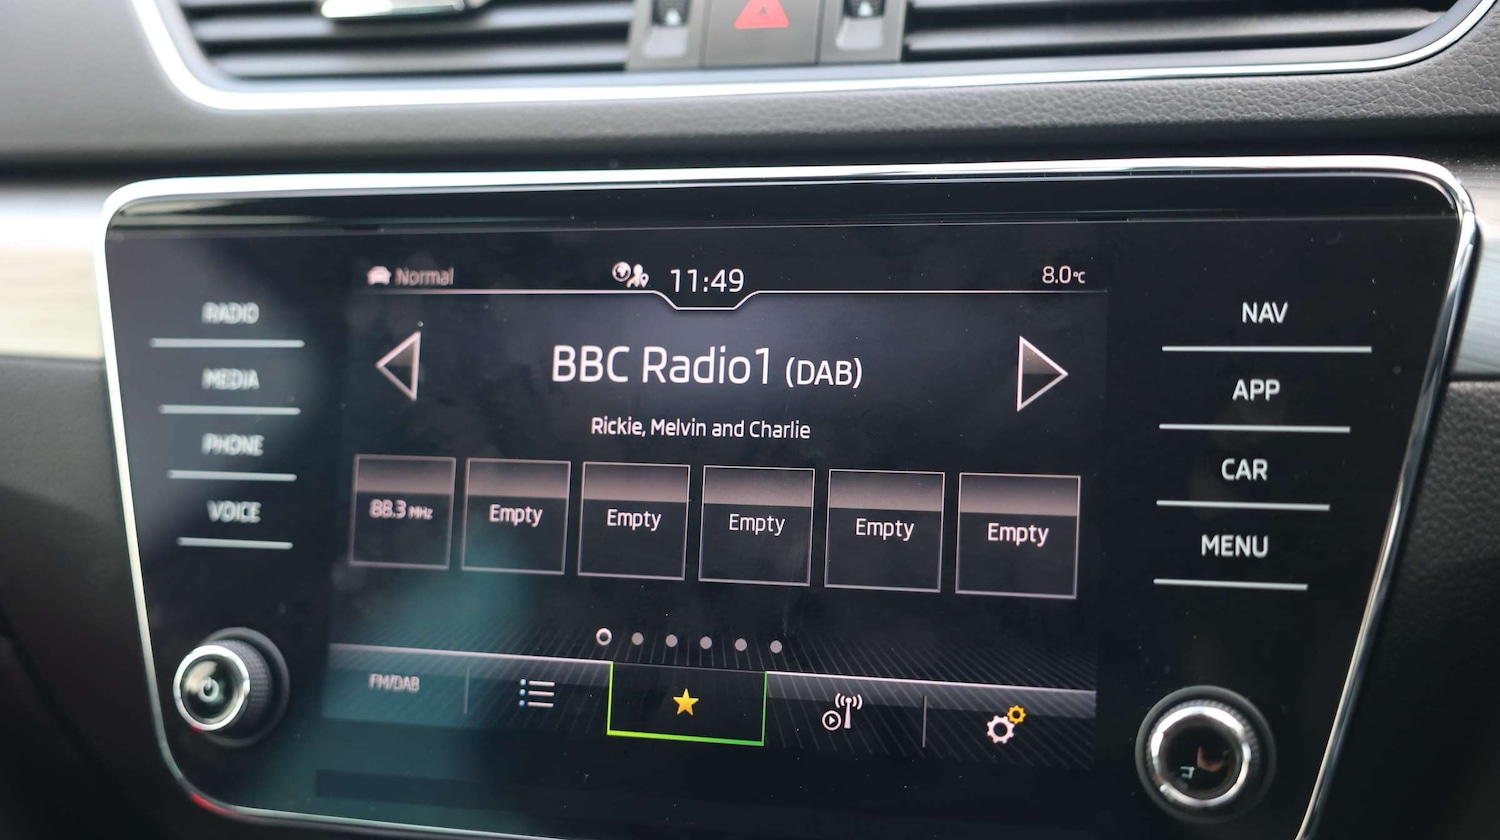 Normal
11:49
8.0°C
RADIO
MEDIA
PHONE
VOICE
BBC Radio1 (DAB)
Rickie, Melvin and Charlie
88.3 MHz
Empty
Empty
Empty
Empty
Empty
FM/DAB
NAV
APP
CAR
MENU